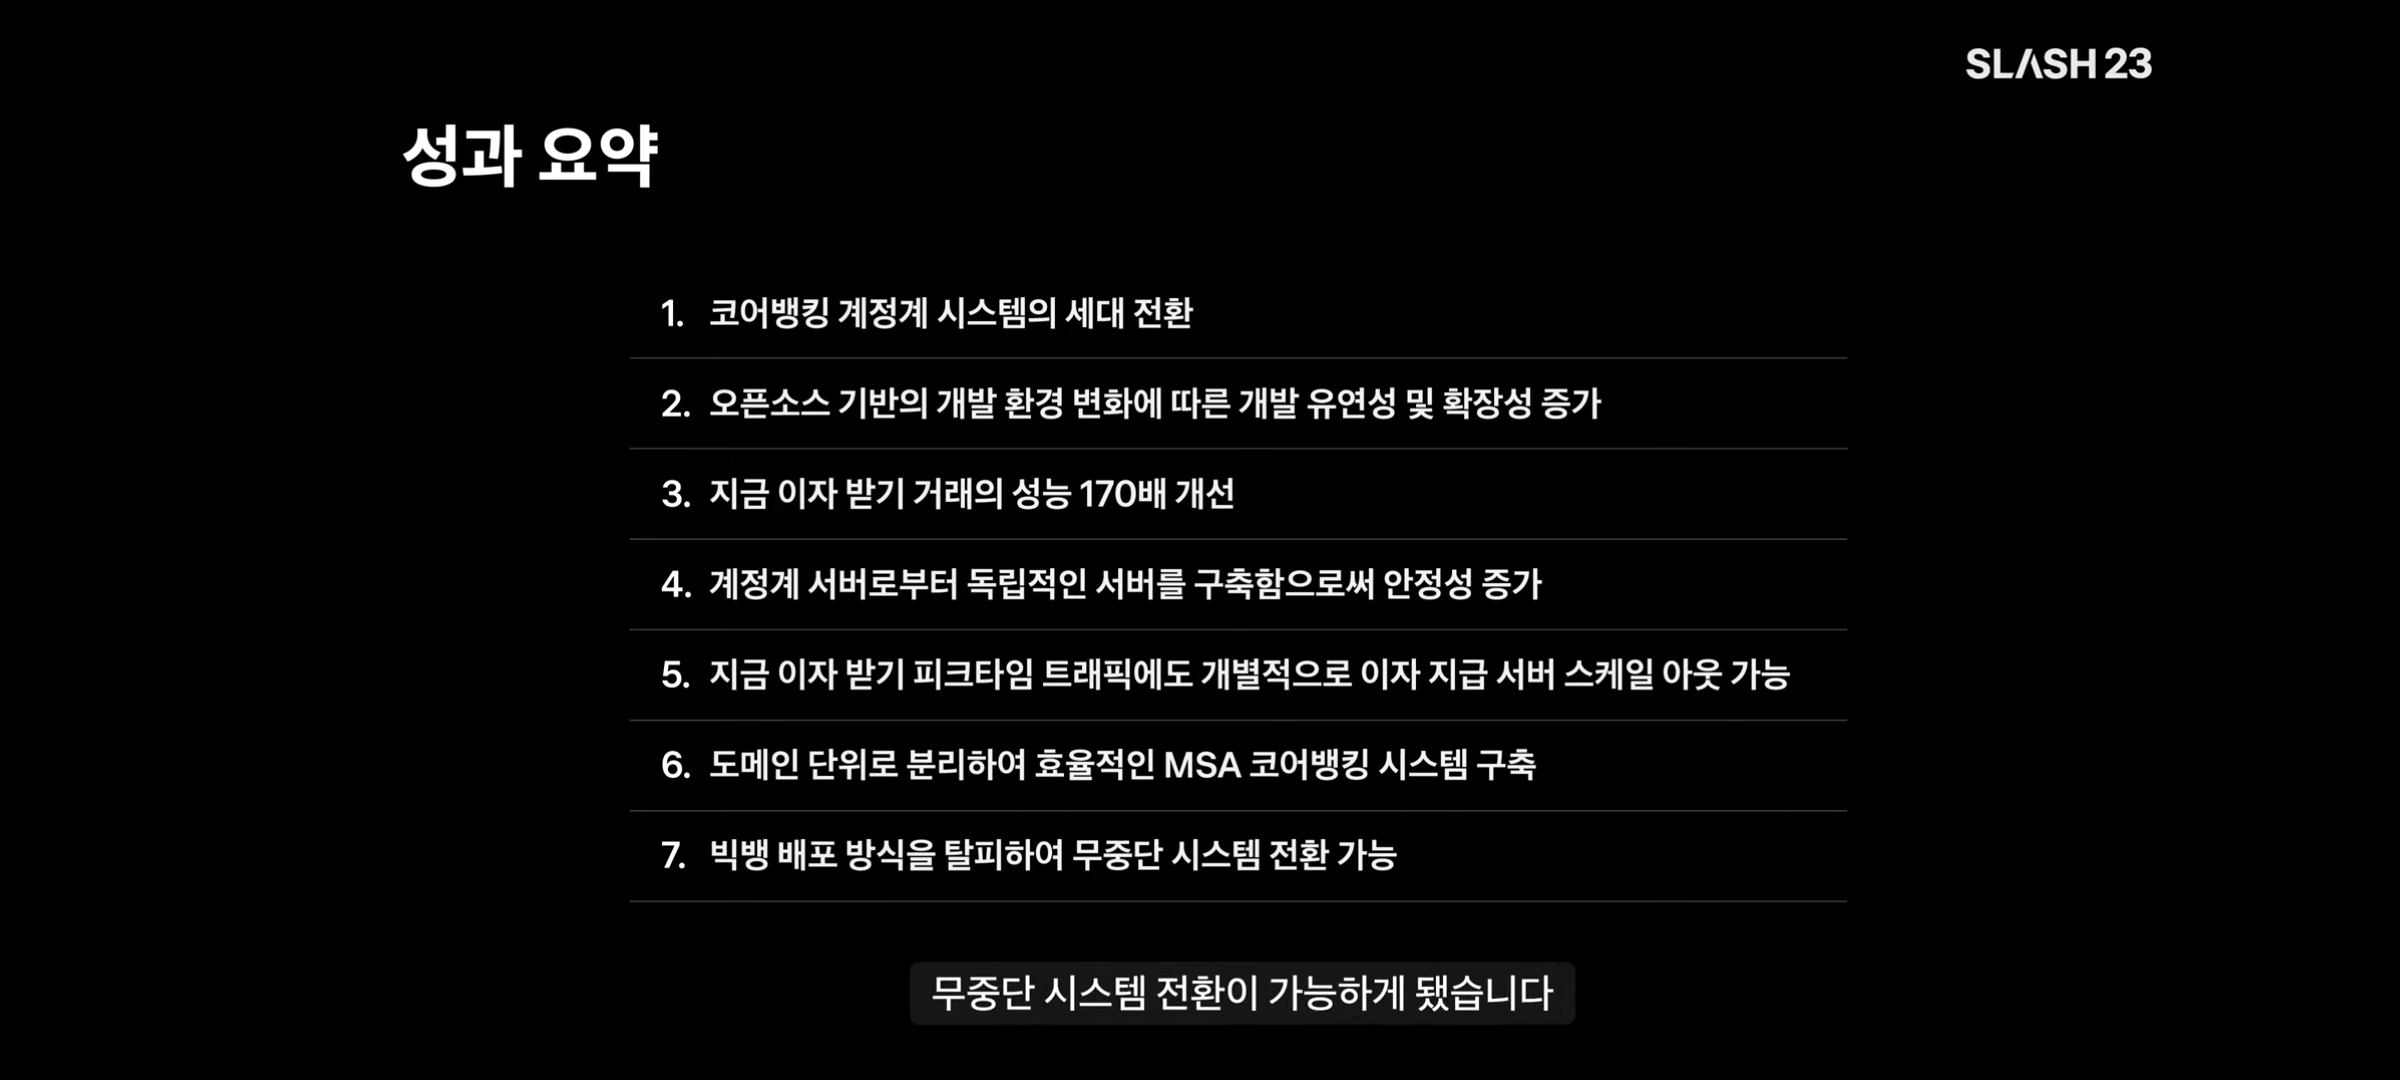 SLASH 23
성과 요약
1. 코어뱅킹 계정계 시스템의 세대 전환
2. 오픈소스 기반의 개발 환경 변화에 따른 개발 유연성 및 확장성 증가
3. 지금 이자 받기 거래의 성능 170배 개선
4. 계정계 서버로부터 독립적인 서버를 구축함으로써 안정성 증가
5. 지금 이자 받기 피크타임 트래픽에도 개별적으로 이자 지급 서버 스케일 아웃 가능
6. 도메인 단위로 분리하여 효율적인 MSA 코어뱅킹 시스템 구축
7. 빅뱅 배포 방식을 탈피하여 무중단 시스템 전환 가능
무중단 시스템 전환이 가능하게 됐습니다